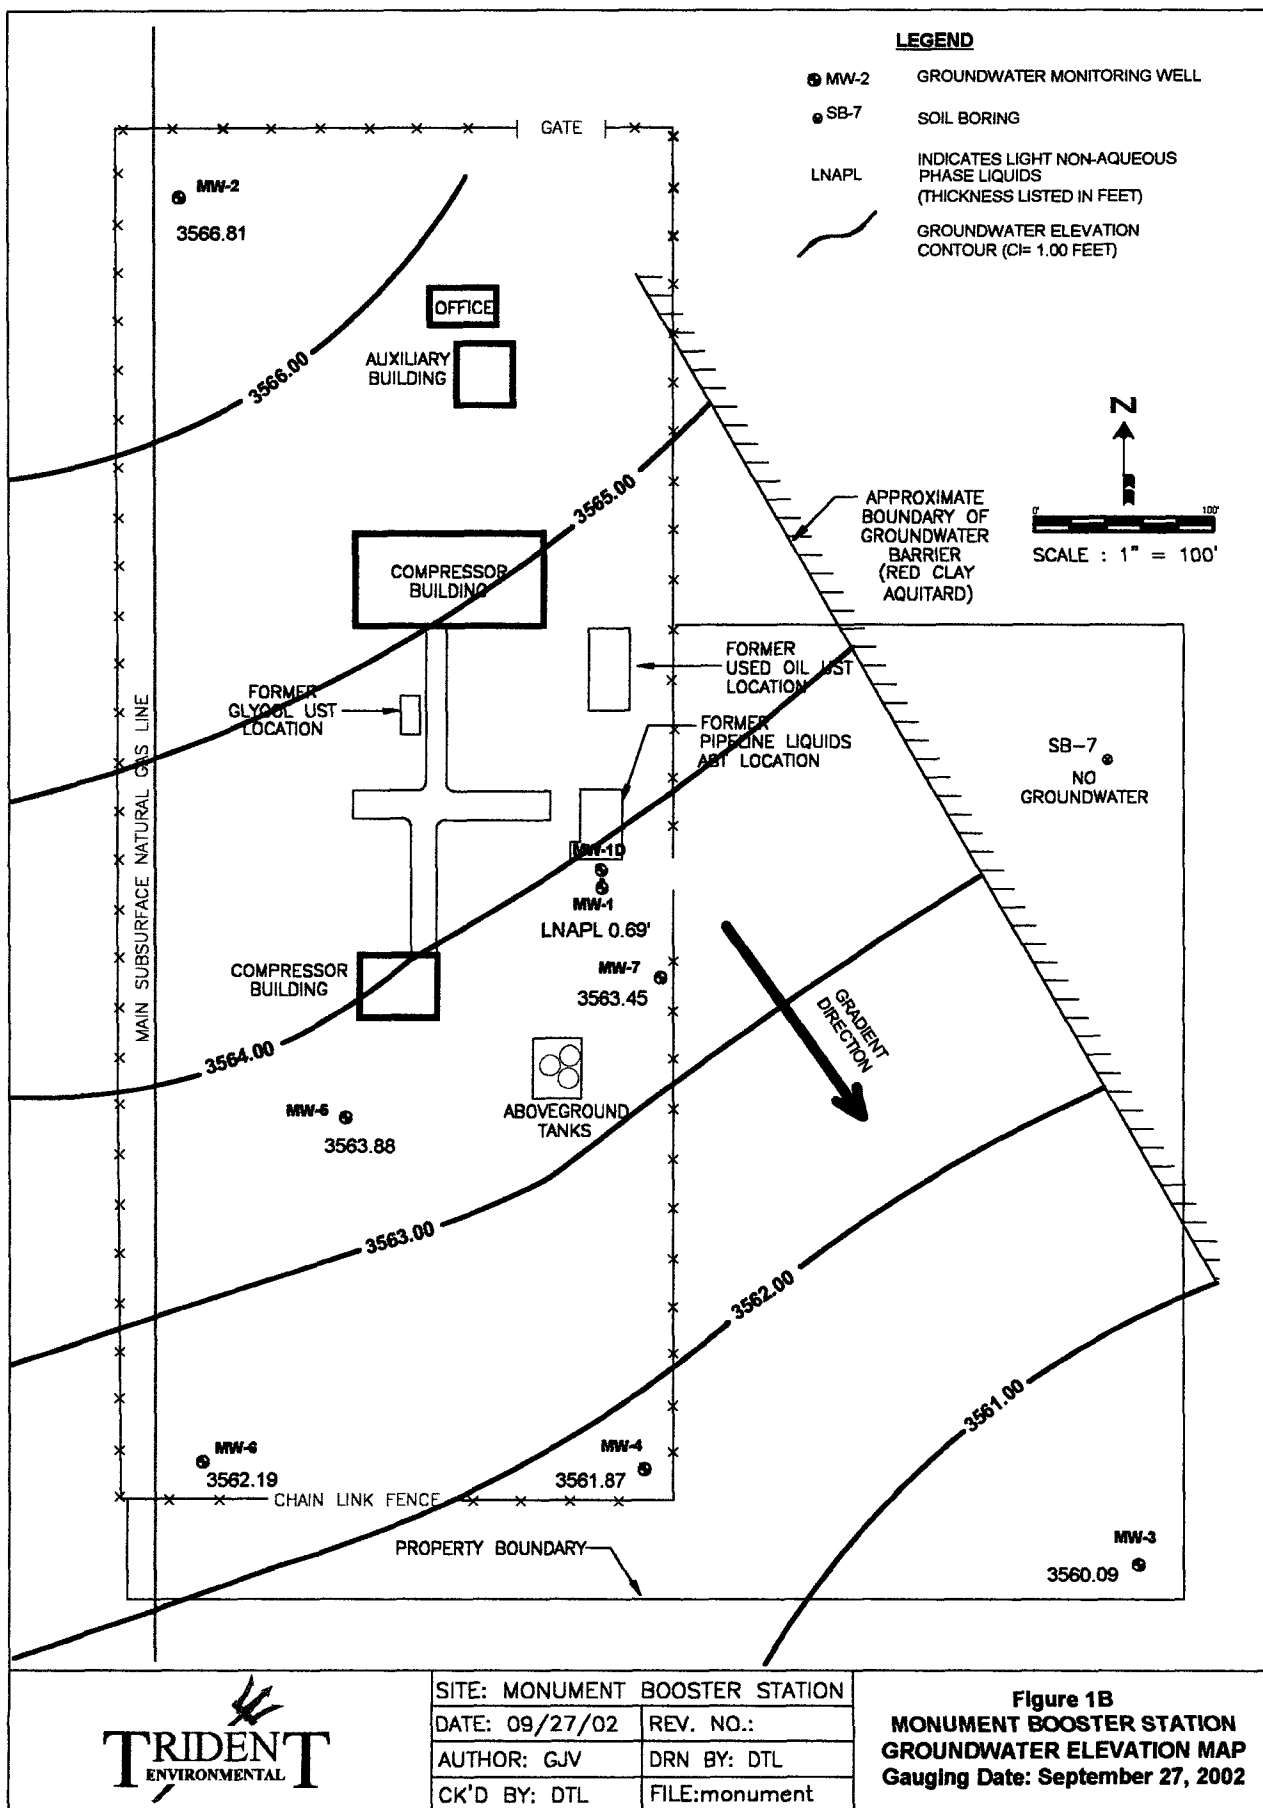 LEGEND
MW-2 GROUNDWATER MONITORING WELL
SB-7 SOIL BORING
LNAPL INDICATES LIGHT NON-AQUEOUS
PHASE LIQUIDS
(THICKNESS LISTED IN FEET)
GROUNDWATER ELEVATION
CONTOUR (CI= 1.00 FEET)
GATE
MW-2
3566.81
OFFICE
AUXILIARY
BUILDING
3566.00
3565.00
N
0' 100'
SCALE : 1" = 100'
APPROXIMATE
BOUNDARY OF
GROUNDWATER
BARRIER
(RED CLAY
AQUITARD)
COMPRESSOR
BUILDING
FORMER
USED OIL UST
LOCATION
FORMER
GLYCOL UST
LOCATION
FORMER
PIPELINE LIQUIDS
AST LOCATION
SB-7
NO
GROUNDWATER
MAIN SUBSURFACE NATURAL GAS LINE
MW-1D
MW-1
LNAPL 0.69'
MW-7
3563.45
COMPRESSOR
BUILDING
GRADIENT
DIRECTION
3564.00
MW-5
3563.88
ABOVEGROUND
TANKS
3563.00
3562.00
3561.00
MW-6
3562.19
MW-4
3561.87
CHAIN LINK FENCE
PROPERTY BOUNDARY
MW-3
3560.09
TRIDENT
ENVIRONMENTAL
SITE: MONUMENT BOOSTER STATION
DATE: 09/27/02 REV. NO.:
AUTHOR: GJV DRN BY: DTL
CK'D BY: DTL FILE:monument
Figure 1B
MONUMENT BOOSTER STATION
GROUNDWATER ELEVATION MAP
Gauging Date: September 27, 2002